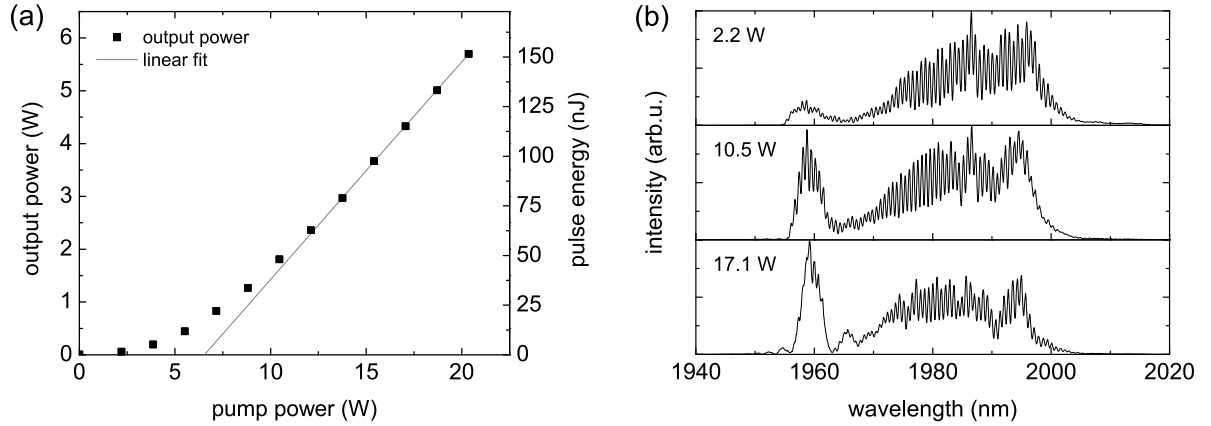 (a)
output power (W)
6
5
4
3
2
1
0
output power
linear fit
150
125
100
75
50
25
0
pulse energy (nJ)
0 5 10 15 20
pump power (W)
(b)
intensity (arb.u.)
2.2 W
10.5 W
17.1 W
1940 1960 1980 2000 2020
wavelength (nm)